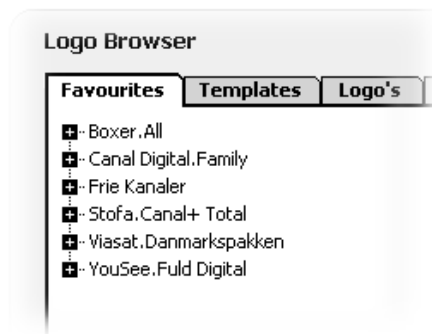 Logo Browser
Favourites Templates Logo's
Boxer.All
Canal Digital.Family
Frie Kanaler
Stofa.Canal+ Total
Viasat.Danmarkspakken
YouSee.Fuld Digital